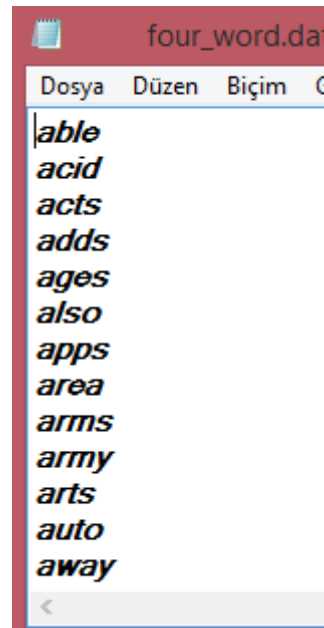 four_word.dat
Dosya Düzen Biçim
able
acid
acts
adds
ages
also
apps
area
arms
army
arts
auto
away